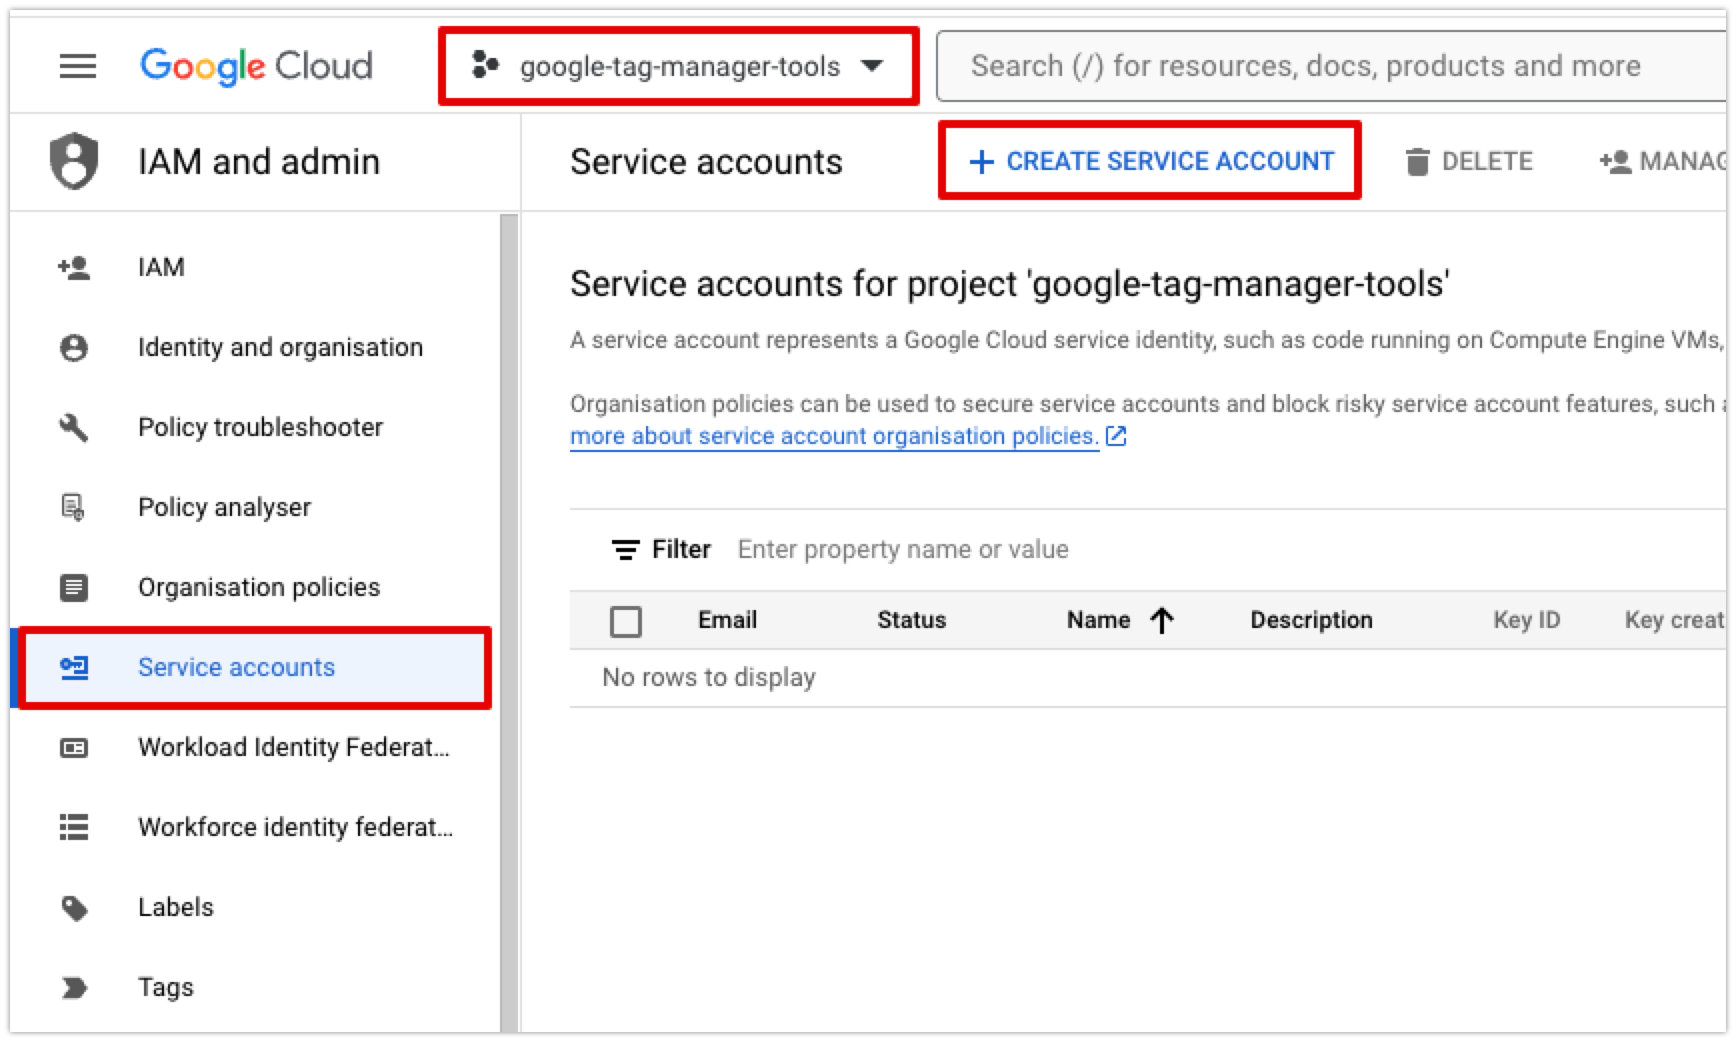 Google Cloud
google-tag-manager-tools
Search (/) for resources, docs, products and more
IAM and admin
Service accounts
CREATE SERVICE ACCOUNT
DELETE
MANAG
IAM
Identity and organisation
Policy troubleshooter
Policy analyser
Organisation policies
Service accounts
Workload Identity Federat...
Workforce identity federat...
Labels
Tags
Service accounts for project 'google-tag-manager-tools'
A service account represents a Google Cloud service identity, such as code running on Compute Engine VMs,
Organisation policies can be used to secure service accounts and block risky service account features, such
more about service account organisation policies.
Filter Enter property name or value
Email Status Name Description Key ID Key creat
No rows to display